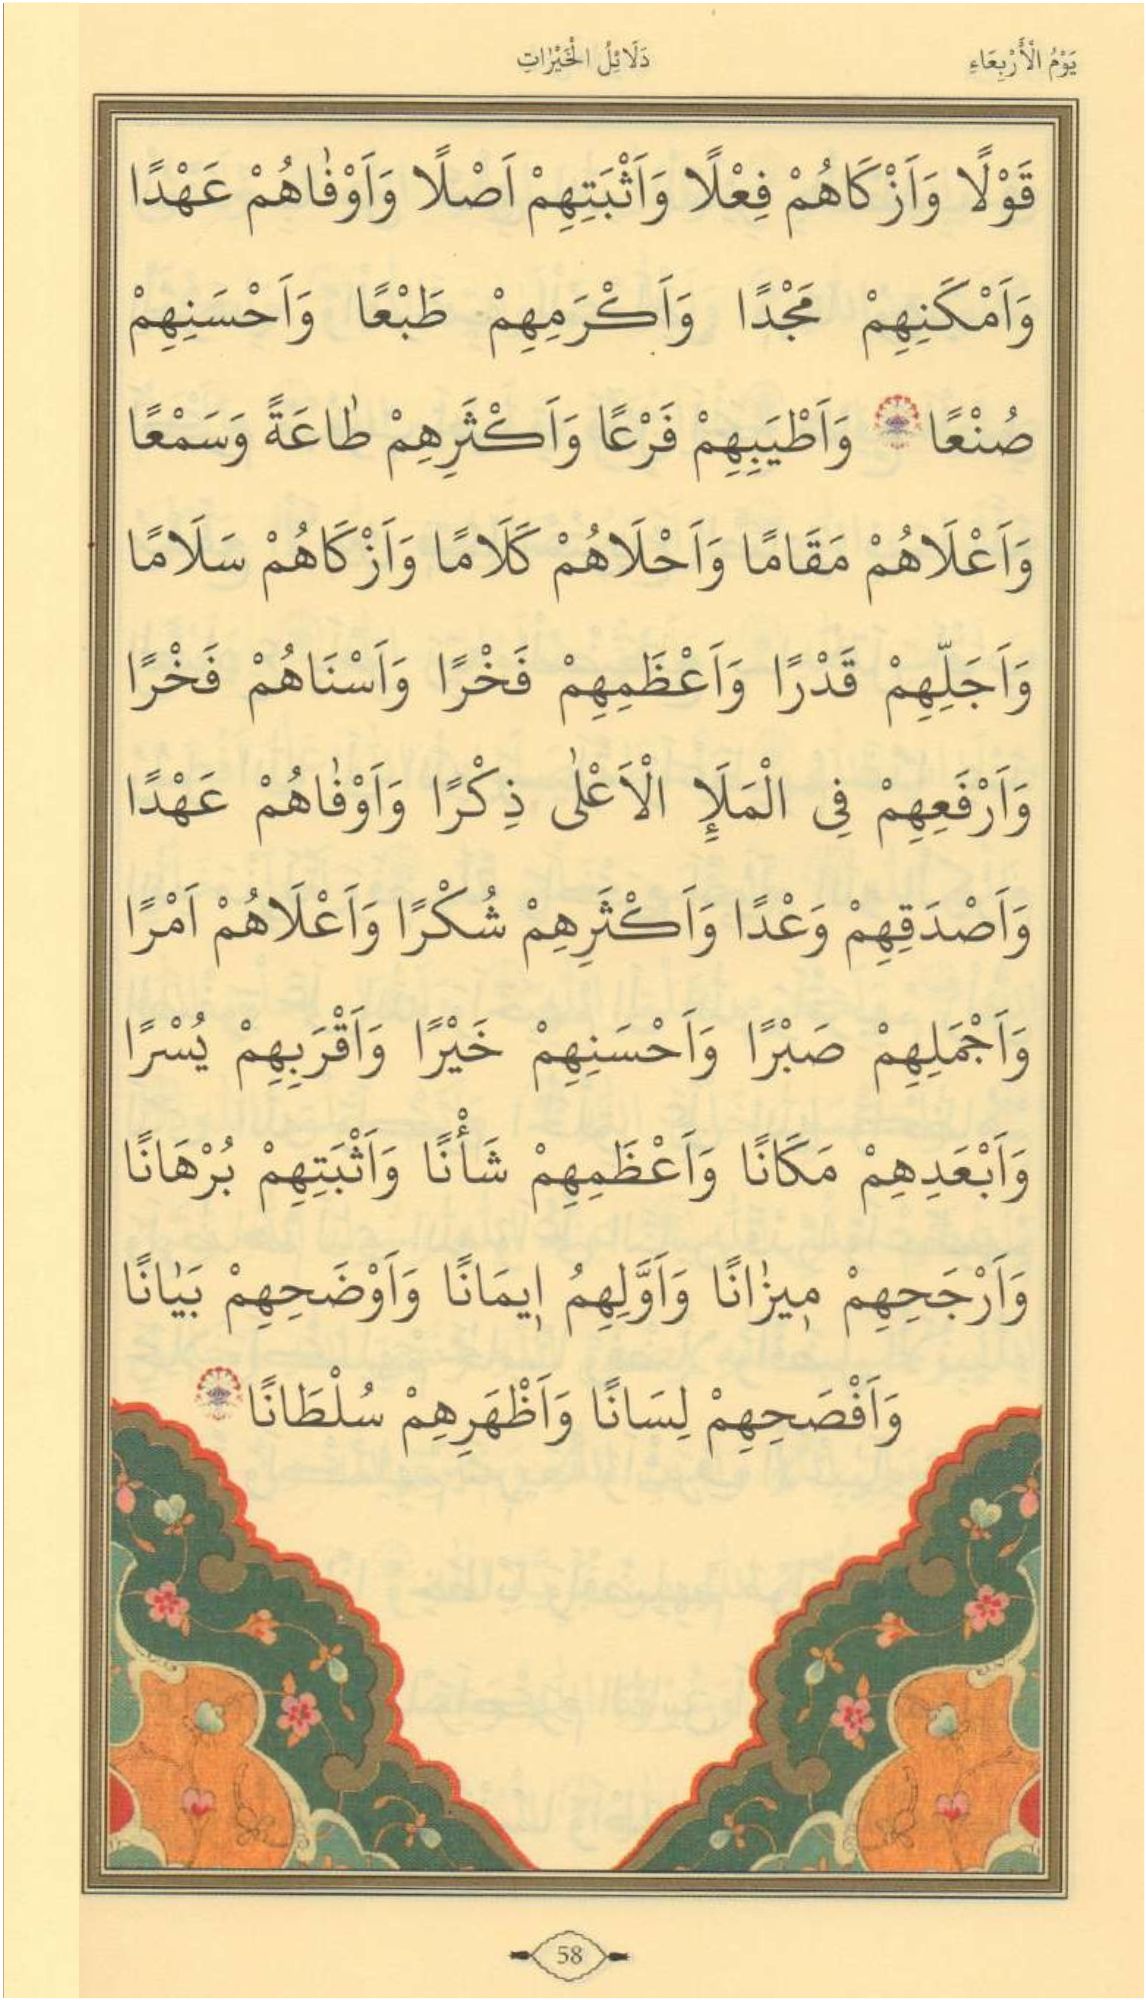 يَوْمُ الْأَرْبِعَاءِ
دَلَائِلُ الْخَيْرَاتِ
قَوْلًا وَاَزْكَاهُمْ فِعْلًا وَاَثْبَتِهِمْ اَصْلًا وَاَوْفٰاهُمْ عَهْدًا
وَاَمْكَنِهِمْ مَجْدًا وَاَكْرَمِهِمْ طَبْعًا وَاَحْسَنِهِمْ
صُنْعًا وَاَطْيَبِهِمْ فَرْعًا وَاَكْثَرِهِمْ طٰاعَةً وَسَمْعًا
وَاَعْلَاهُمْ مَقَامًا وَاَحْلَاهُمْ كَلَامًا وَاَزْكَاهُمْ سَلَامًا
وَاَجَلِّهِمْ قَدْرًا وَاَعْظَمِهِمْ فَخْرًا وَاَسْنَاهُمْ فَخْرًا
وَاَرْفَعِهِمْ فِى الْمَلَإِ الْاَعْلٰى ذِكْرًا وَاَوْفٰاهُمْ عَهْدًا
وَاَصْدَقِهِمْ وَعْدًا وَاَكْثَرِهِمْ شُكْرًا وَاَعْلَاهُمْ اَمْرًا
وَاَجْمَلِهِمْ صَبْرًا وَاَحْسَنِهِمْ خَيْرًا وَاَقْرَبِهِمْ يُسْرًا
وَاَبْعَدِهِمْ مَكَانًا وَاَعْظَمِهِمْ شَأْنًا وَاَثْبَتِهِمْ بُرْهَانًا
وَاَرْجَحِهِمْ مٖيزٰانًا وَاَوَّلِهِمُ اٖيمَانًا وَاَوْضَحِهِمْ بَيٰانًا
وَاَفْصَحِهِمْ لِسَانًا وَاَظْهَرِهِمْ سُلْطَانًا
58